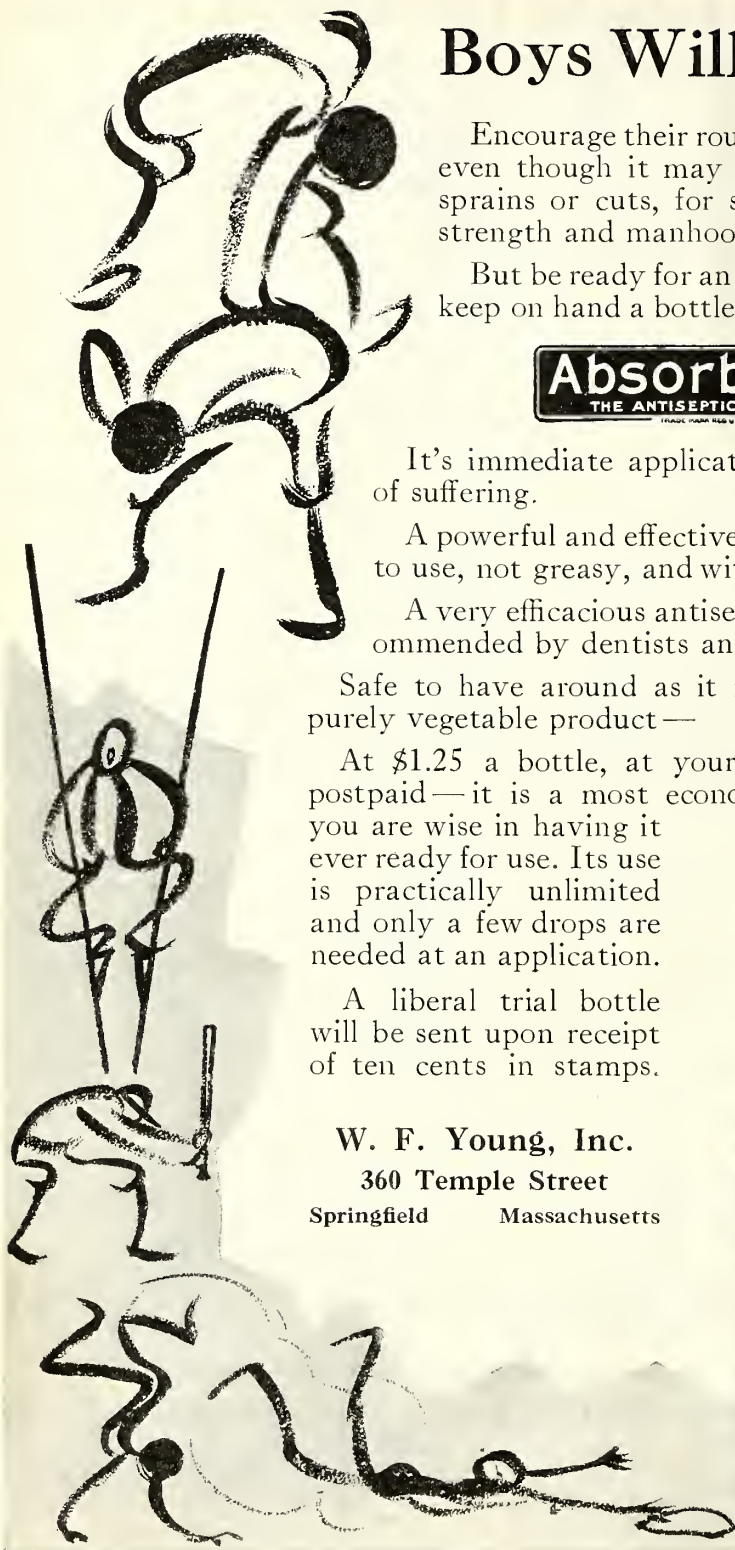 Boys Will
Encourage their rou
even though it may
sprains or cuts, for s
strength and manhoo
But be ready for an
keep on hand a bottle
Absorb
THE ANTISEPTIC
It's immediate applicat
of suffering.
A powerful and effective
to use, not greasy, and wit
A very efficacious antise
ommended by dentists an
Safe to have around as it
purely vegetable product—
At $1.25 a bottle, at your
postpaid—it is a most econo
you are wise in having it
ever ready for use. Its use
is practically unlimited
and only a few drops are
needed at an application.
A liberal trial bottle
will be sent upon receipt
of ten cents in stamps.
W. F. Young, Inc.
360 Temple Street
Springfield Massachusetts